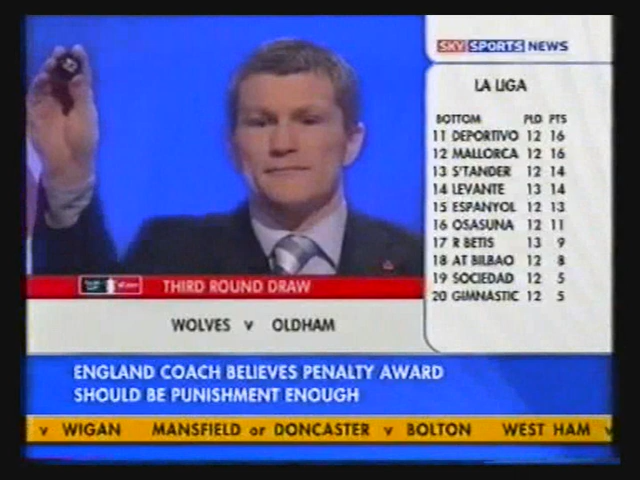 SKY SPORTS NEWS
LA LIGA
BOTTOM PLD PTS
11 DEPORTIVO 12 16
12 MALLORCA 12 16
13 S'TANDER 12 14
14 LEVANTE 13 14
15 ESPANYOL 12 13
16 OSASUNA 12 11
17 R BETIS 13 9
18 AT BILBAO 12 8
19 SOCIEDAD 12 5
20 GIMNASTIC 12 5
THIRD ROUND DRAW
WOLVES v OLDHAM
ENGLAND COACH BELIEVES PENALTY AWARD
SHOULD BE PUNISHMENT ENOUGH
v WIGAN MANSFIELD or DONCASTER v BOLTON WEST HAM v